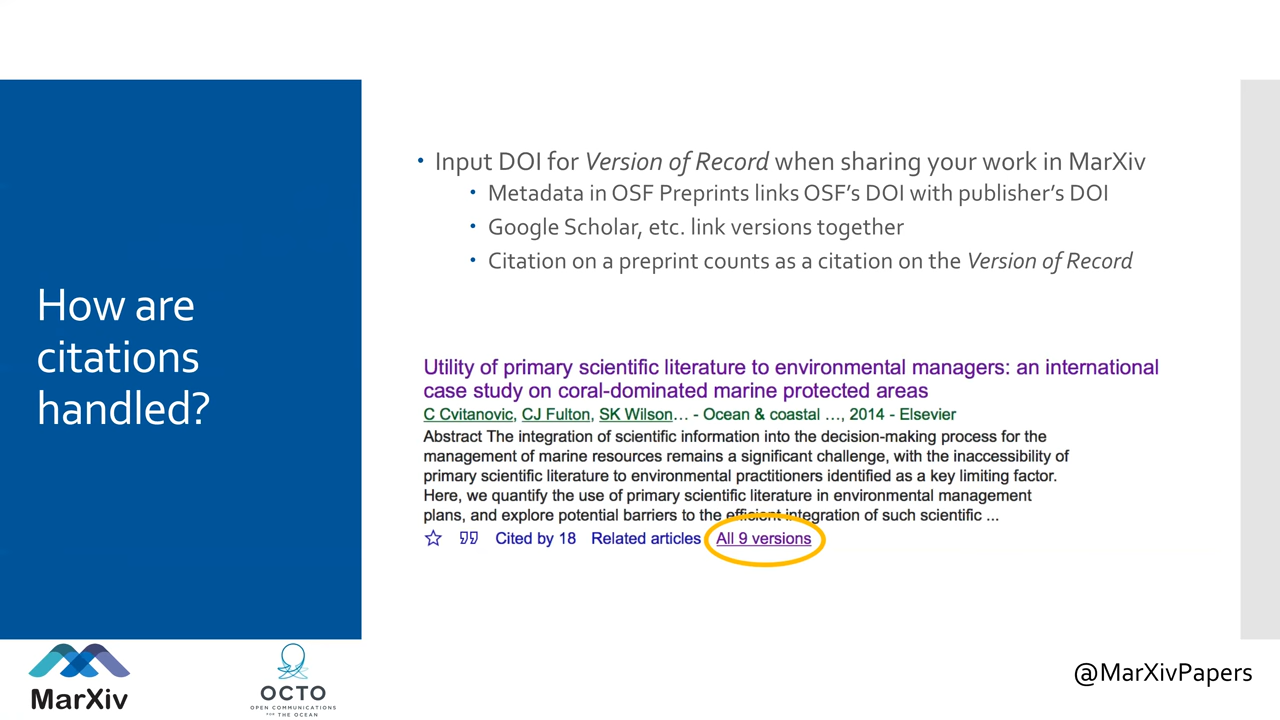 How are
citations
handled?
• Input DOI for Version of Record when sharing your work in MarXiv
• Metadata in OSF Preprints links OSF’s DOI with publisher’s DOI
• Google Scholar, etc. link versions together
• Citation on a preprint counts as a citation on the Version of Record
Utility of primary scientific literature to environmental managers: an international
case study on coral-dominated marine protected areas
C Cvitanovic, CJ Fulton, SK Wilson… - Ocean & coastal …, 2014 - Elsevier
Abstract The integration of scientific information into the decision-making process for the
management of marine resources remains a significant challenge, with the inaccessibility of
primary scientific literature to environmental practitioners identified as a key limiting factor.
Here, we quantify the use of primary scientific literature in environmental management
plans, and explore potential barriers to the efficient integration of such scientific ...
Cited by 18 Related articles All 9 versions
MarXiv
OCTO
OPEN COMMUNICATIONS
FOR THE OCEAN
@MarXivPapers